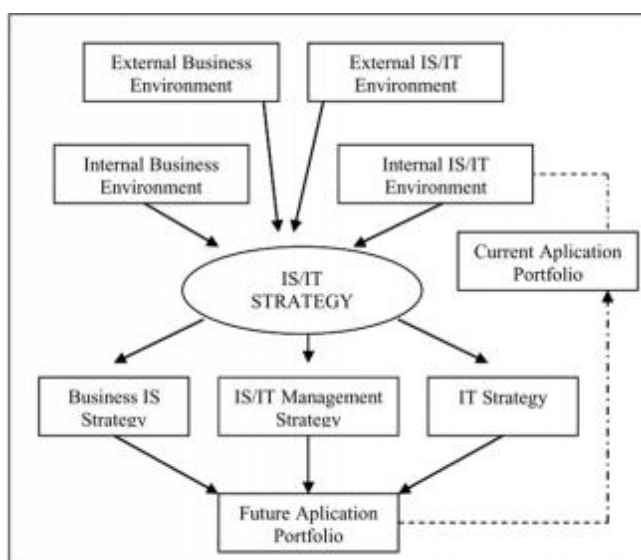 External Business
Environment
External IS/IT
Environment
Internal Business
Environment
Internal IS/IT
Environment
Current Aplication
Portfolio
IS/IT
STRATEGY
Business IS
Strategy
IS/IT Management
Strategy
IT Strategy
Future Aplication
Portfolio